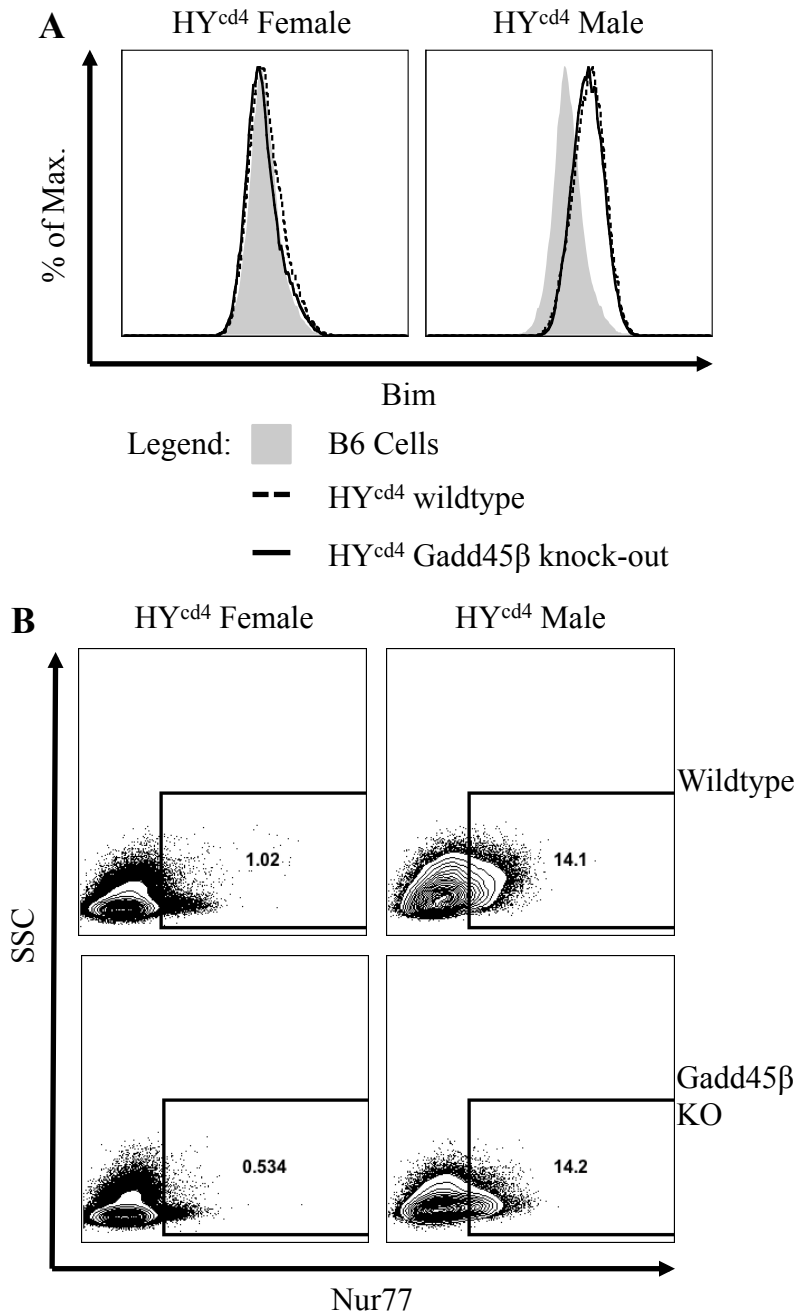 A
HYcd4 Female
HYcd4 Male
% of Max.
Bim
Legend:
B6 Cells
HYcd4 wildtype
HYcd4 Gadd45β knock-out
B
HYcd4 Female
HYcd4 Male
1.02
14.1
Wildtype
SSC
0.534
14.2
Gadd45β
KO
Nur77